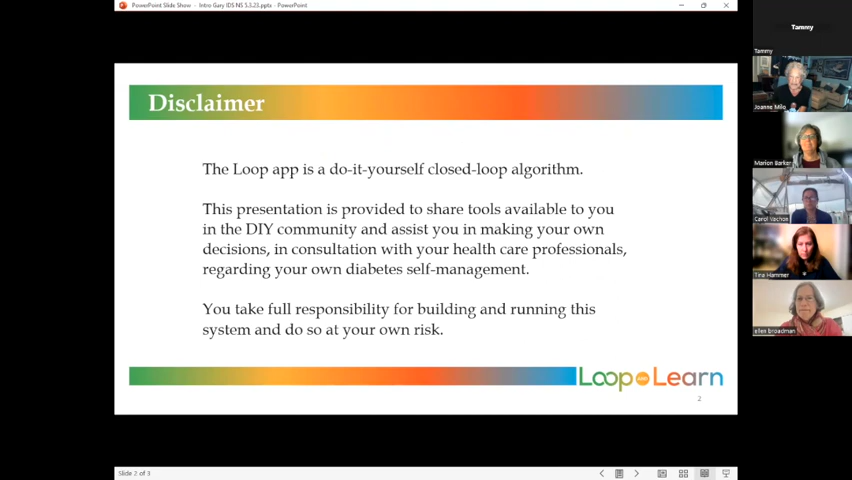 PowerPoint Slide Show - Intro Gary IDS NS 5.3.23.pptx - PowerPoint
Disclaimer
The Loop app is a do-it-yourself closed-loop algorithm.
This presentation is provided to share tools available to you
in the DIY community and assist you in making your own
decisions, in consultation with your health care professionals,
regarding your own diabetes self-management.
You take full responsibility for building and running this
system and do so at your own risk.
Loop and Learn
2
Slide 2 of 3
Tammy
Tammy
Joanne Milo
Marion Barker
Carol Vachon
Tina Hammer
ellen broadman